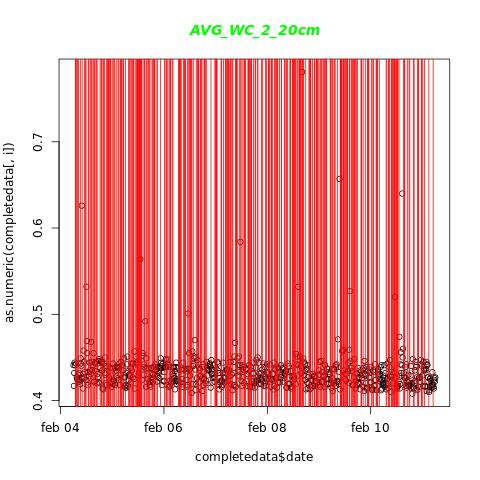 AVG_WC_2_20cm
as.numeric(completedata[, i])
0.7
0.6
0.5
0.4
feb 04
feb 06
feb 08
feb 10
completedata$date